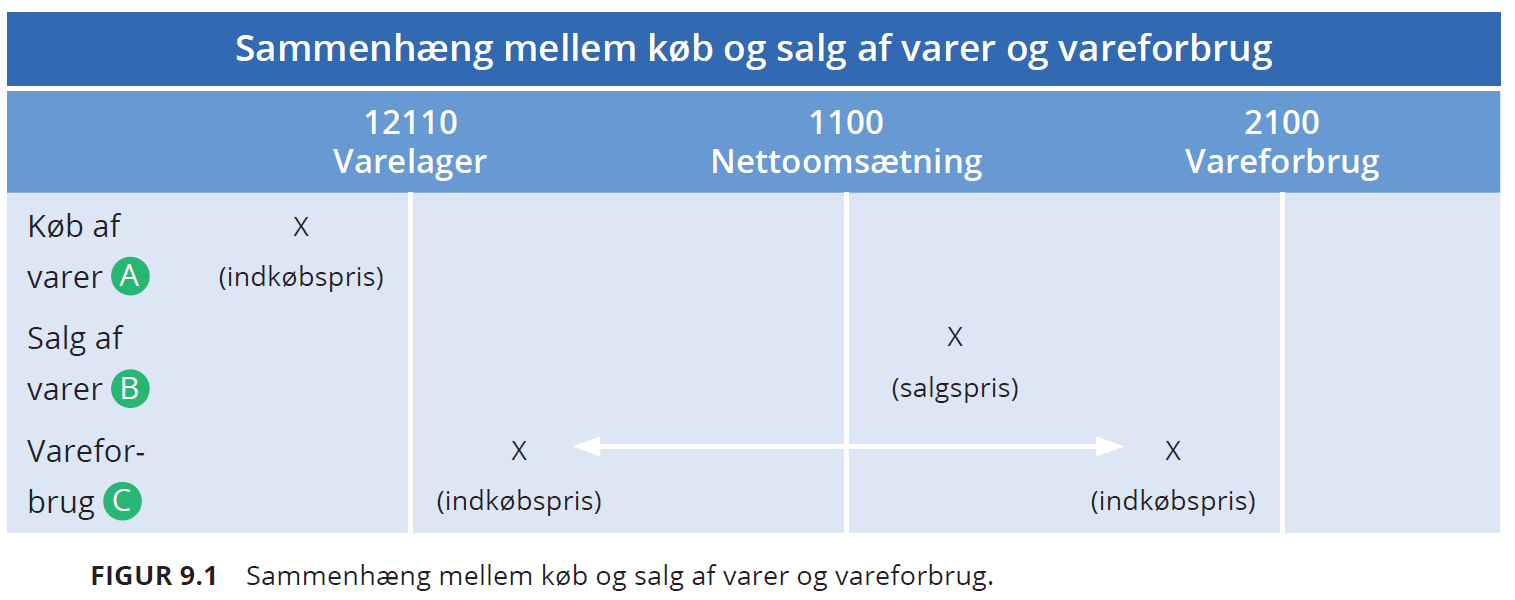 Sammenhæng mellem køb og salg af varer og vareforbrug
12110 1100 2100
Varelager Nettoomsætning Vareforbrug
Køb af X
varer A (indkøbspris)
Salg af X
varer B (salgspris)
Варefor- X X
brug C (indkøbspris) (indkøbspris)
FIGUR 9.1 Sammenhæng mellem køb og salg af varer og vareforbrug.